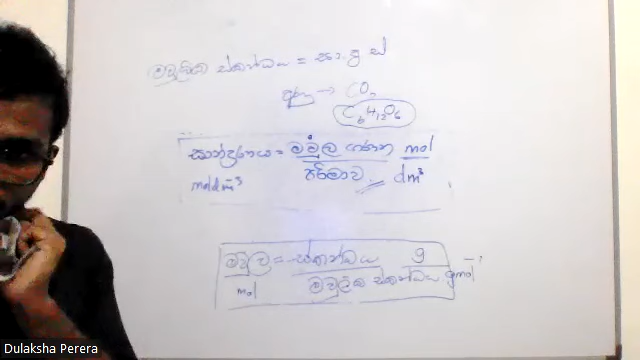 මවුලික ස්කන්ධය = සා.අ.ස්
අණු → CO₂
C₆H₁₂O₆
සාන්ද්‍රණය = මවුල ගණන mol
පරිමාව dm³
moldm⁻³
මවුල = ස්කන්ධය g
mol මවුලික ස්කන්ධය gmol⁻¹
Dulaksha Perera